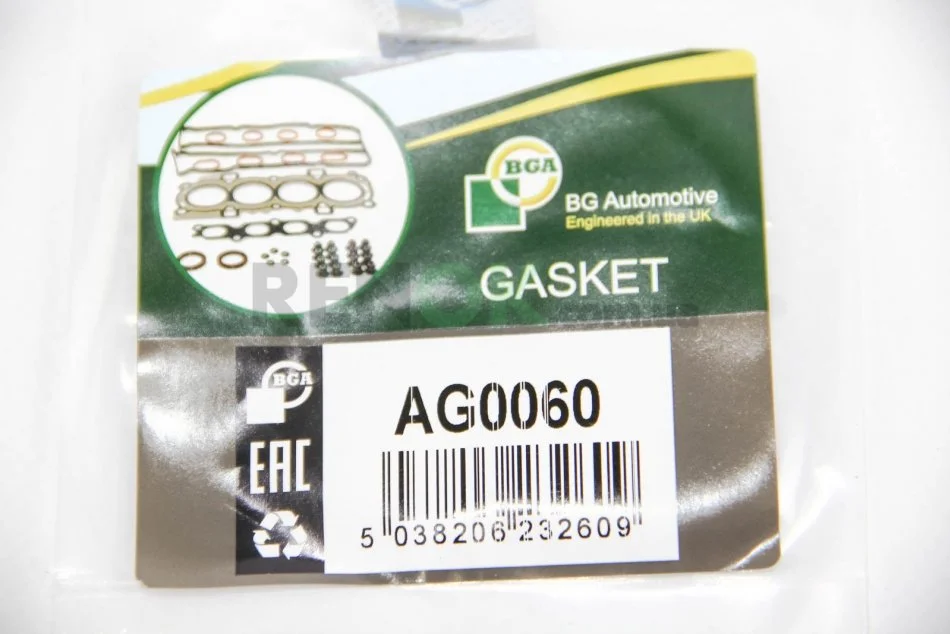 BGA
BG Automotive
Engineered in the UK
GASKET
BGA
AG0060
EAC
5 038206 232609